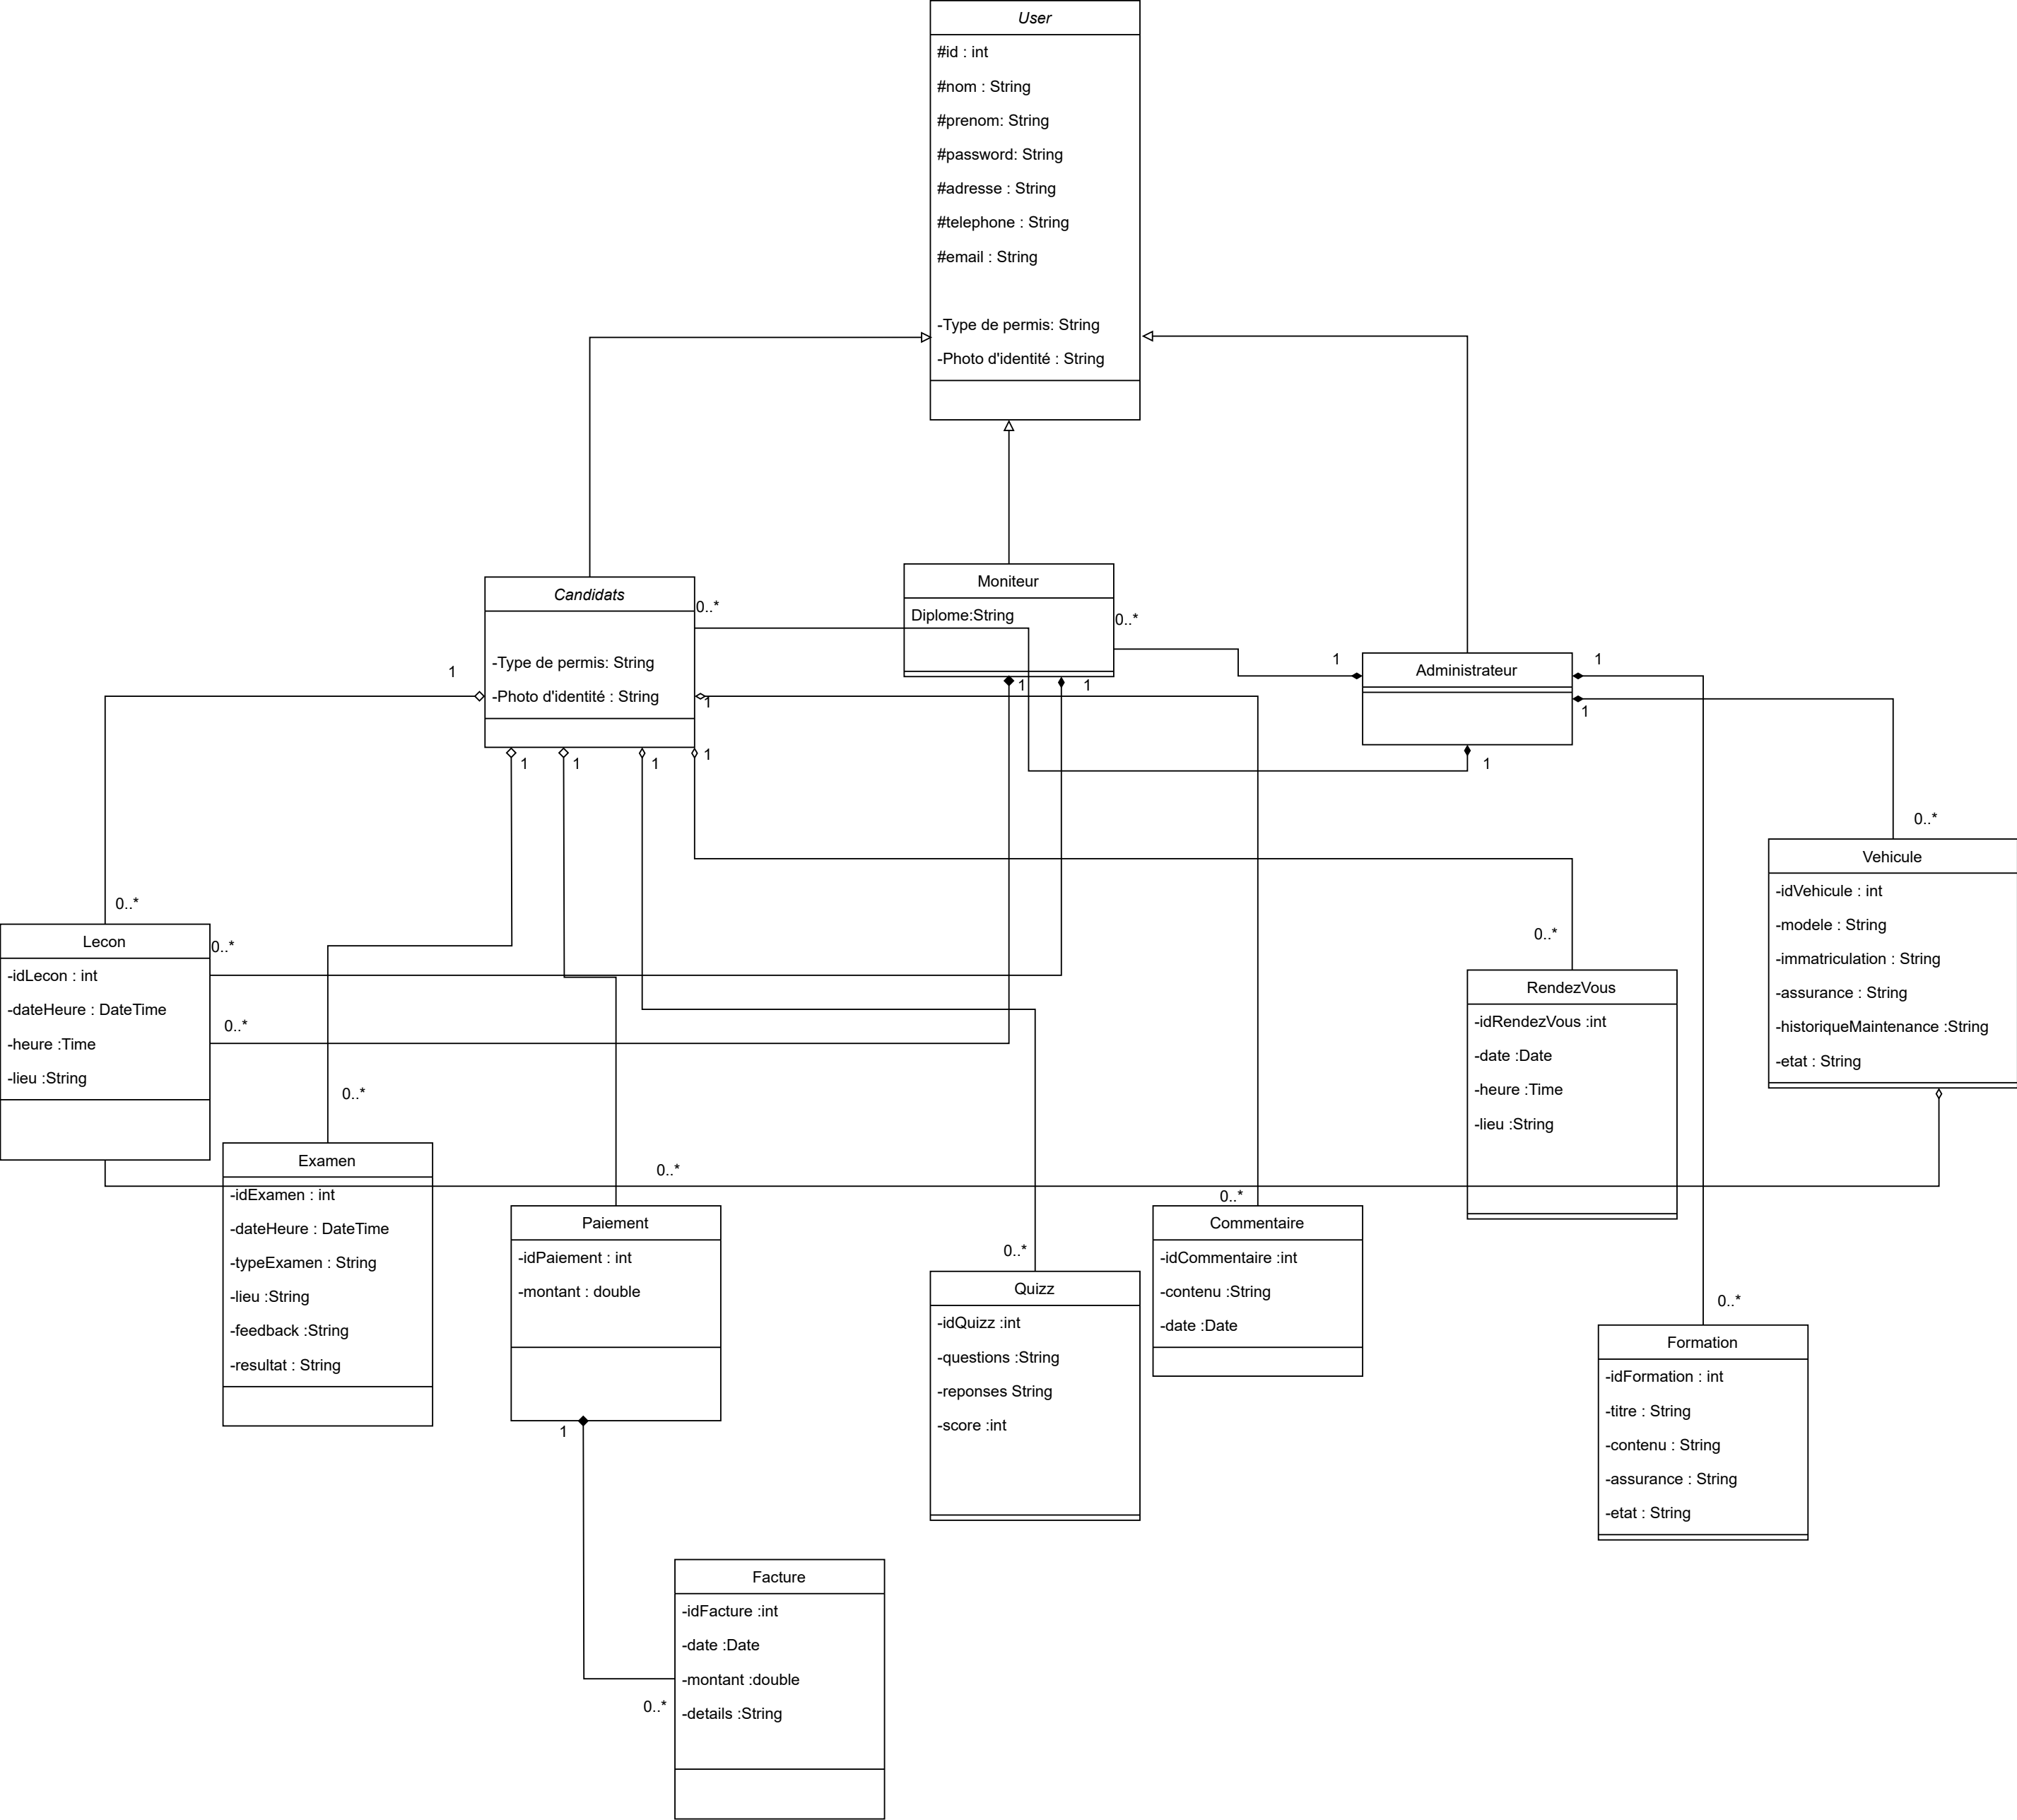 User
#id : int
#nom : String
#prenom: String
#password: String
#adresse : String
#telephone : String
#email : String
-Type de permis: String
-Photo d'identité : String
Candidats
-Type de permis: String
-Photo d'identité : String
0..*
1
1
1
1
1
1
Moniteur
Diplome:String
0..*
1
1
Administrateur
1
1
1
1
Vehicule
0..*
-idVehicule : int
-modele : String
-immatriculation : String
-assurance : String
-historiqueMaintenance :String
-etat : String
Lecon
0..*
0..*
0..*
-idLecon : int
-dateHeure : DateTime
-heure :Time
-lieu :String
RendezVous
0..*
-idRendezVous :int
-date :Date
-heure :Time
-lieu :String
0..*
0..*
Examen
-idExamen : int
-dateHeure : DateTime
-typeExamen : String
-lieu :String
-feedback :String
-resultat : String
Paiement
-idPaiement : int
-montant : double
1
0..*
Quizz
-idQuizz :int
-questions :String
-reponses String
-score :int
0..*
Commentaire
-idCommentaire :int
-contenu :String
-date :Date
0..*
Formation
-idFormation : int
-titre : String
-contenu : String
-assurance : String
-etat : String
Facture
-idFacture :int
-date :Date
-montant :double
-details :String
0..*